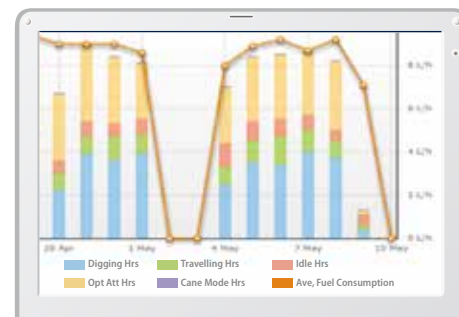 8 L/h
6 L/h
4 L/h
2 L/h
0 L/h
28 Apr 1 May 4 May 7 May 10 May
Digging Hrs Travelling Hrs Idle Hrs
Opt Att Hrs Cane Mode Hrs Ave, Fuel Consumption